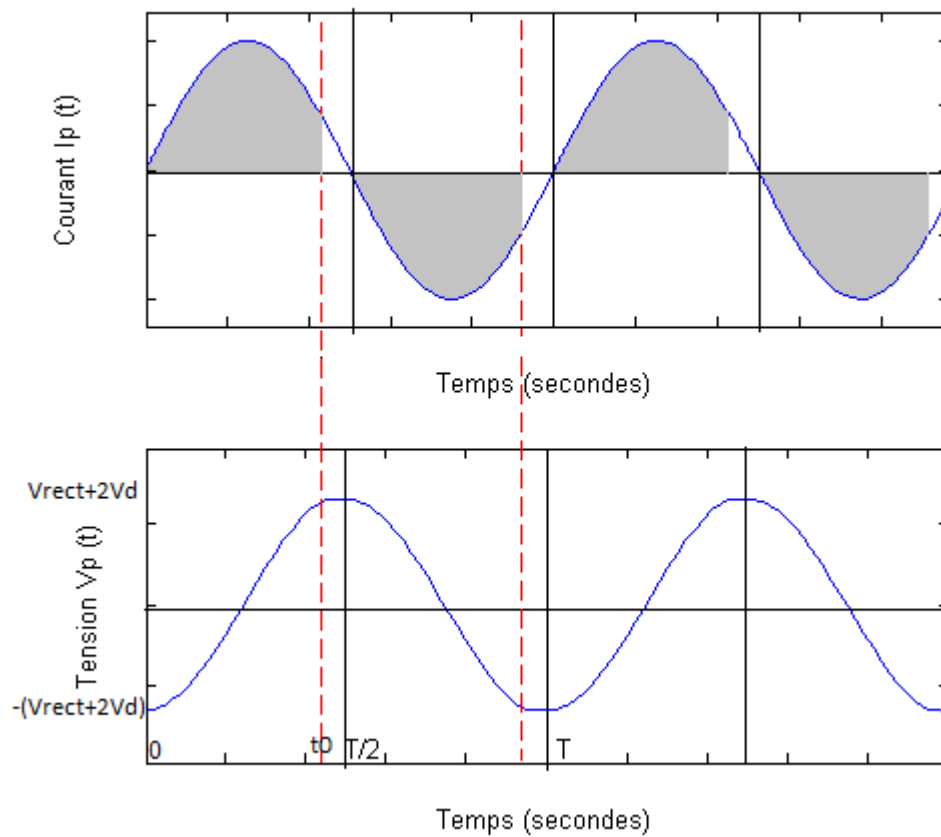 Courant Ip (t)
Temps (secondes)
Vrect+2Vd
Tension Vp (t)
-(Vrect+2Vd)
0
t0
T/2
T
Temps (secondes)